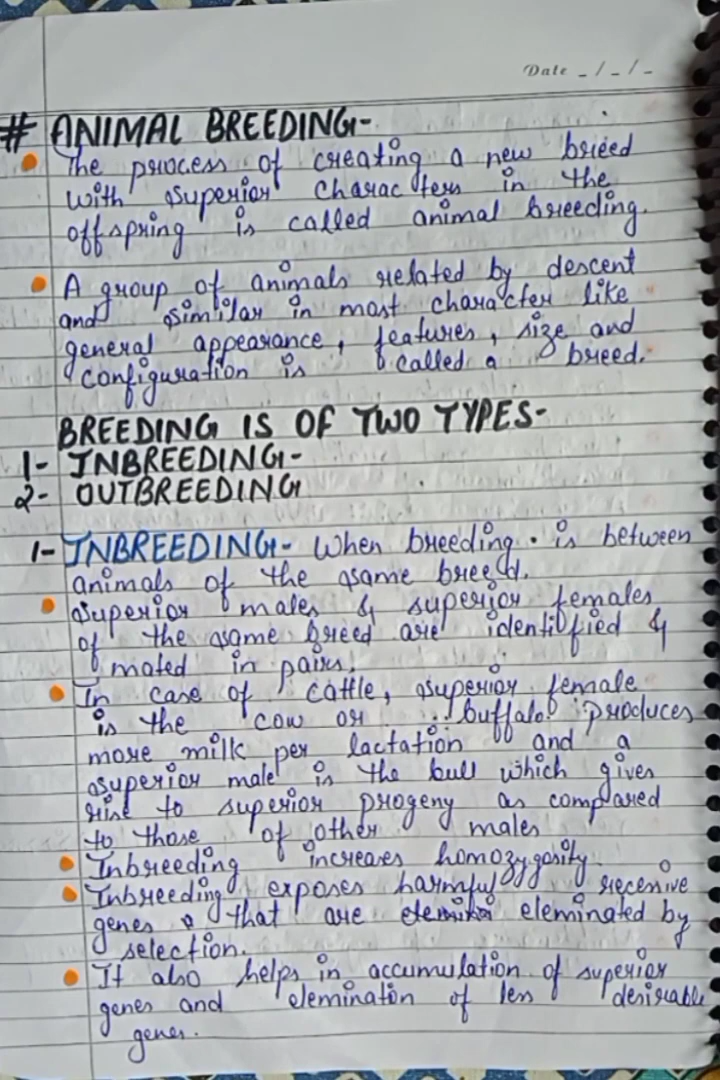 Date _/_/_
# ANIMAL BREEDING-
The process of creating a new breed
with superior characters in the
offspring is called animal breeding.
A group of animals related by descent
and similar in most character like
general appearance, features, size and
configuration is called a breed.
BREEDING IS OF TWO TYPES-
1- INBREEDING-
2- OUTBREEDING
1- INBREEDING- When breeding is between
animals of the same breed.
Superior males & superior females
of the same breed are identified &
mated in pairs.
In case of cattle, superior female
is the cow or buffalo produces
more milk per lactation and a
superior male is the bull which gives
rise to superior progeny as compared
to those of other males
Inbreeding increases homozygosity.
Inbreeding exposes harmful recessive
genes that are eleminated by
selection.
It also helps in accumulation of superior
genes and eleminaton of less desirable
genes.